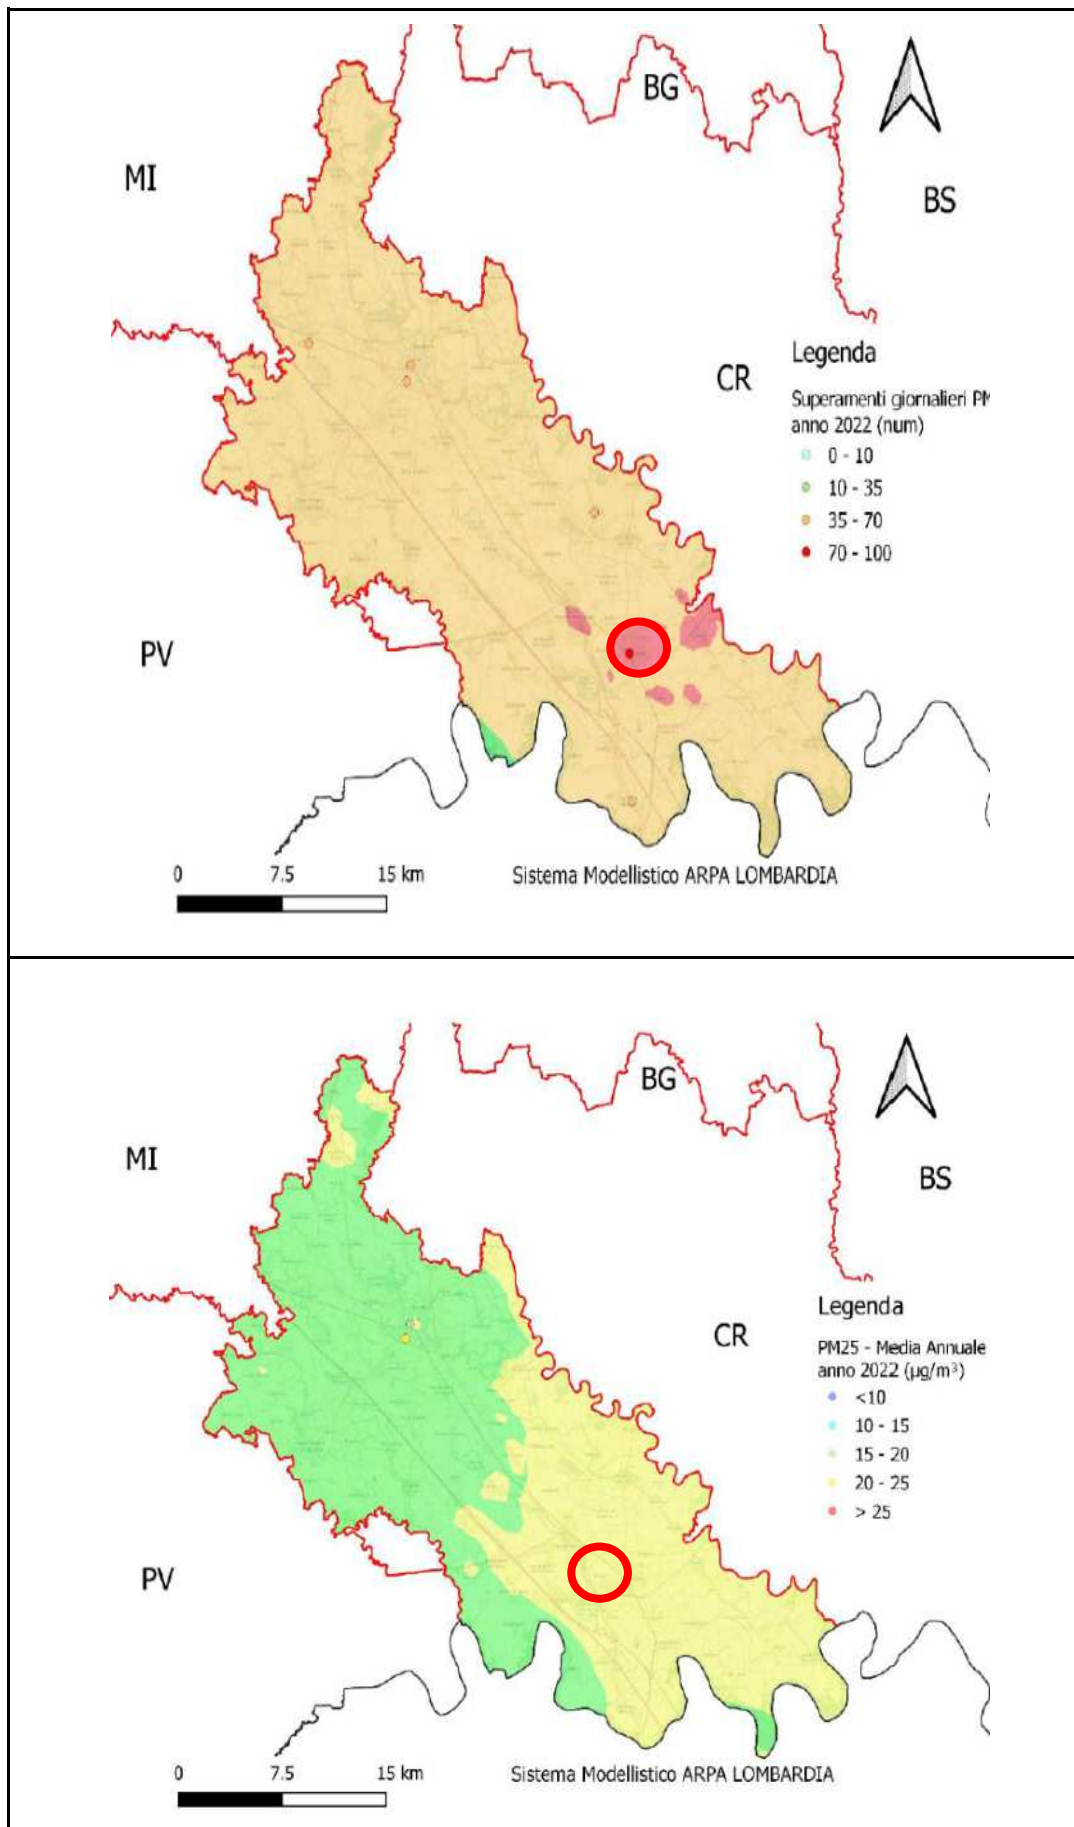 BG
MI
BS
CR
Legenda
Superamenti giornalieri PM
anno 2022 (num)
0 - 10
10 - 35
35 - 70
70 - 100
PV
0 7.5 15 km
Sistema Modellistico ARPA LOMBARDIA
BG
MI
BS
CR
Legenda
PM25 - Media Annuale
anno 2022 (µg/m³)
<10
10 - 15
15 - 20
20 - 25
> 25
PV
0 7.5 15 km
Sistema Modellistico ARPA LOMBARDIA